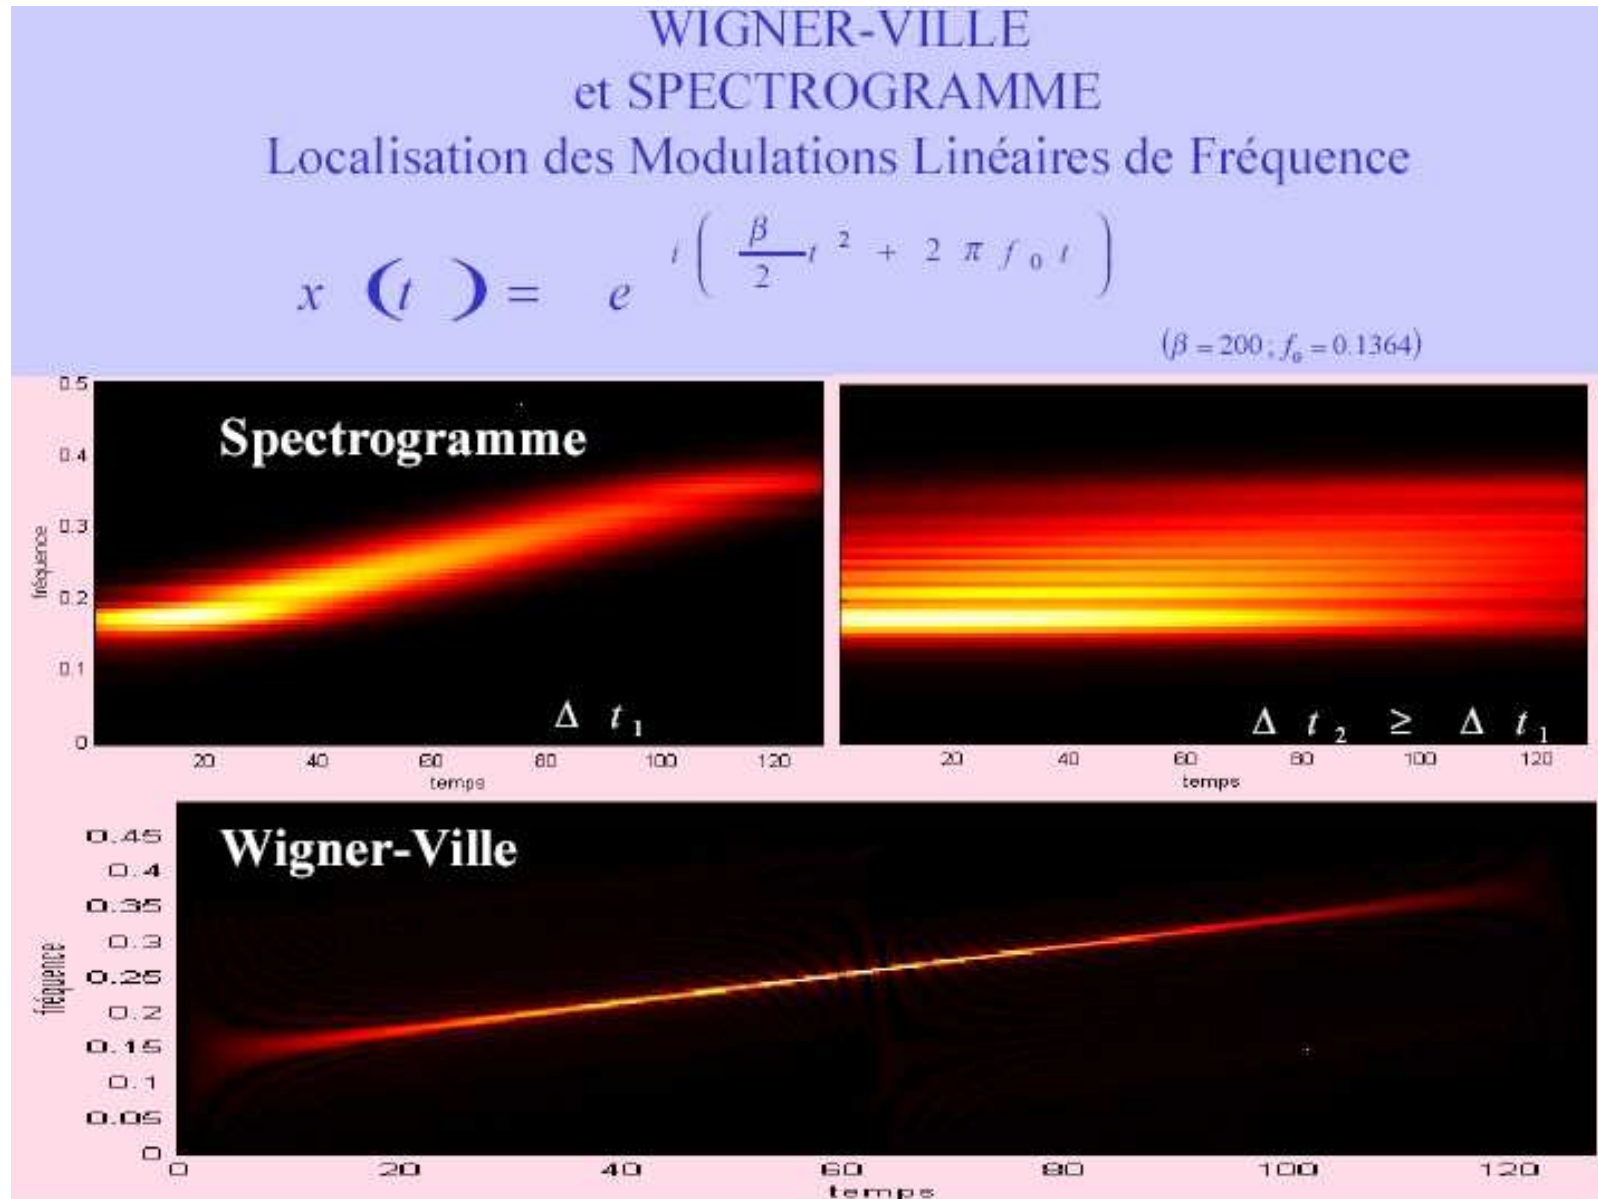 WIGNER-VILLE
et SPECTROGRAMME
Localisation des Modulations Linéaires de Fréquence
x (t) = e^{i(β/2 t² + 2 π f₀ t)}
(β = 200 ; f₀ = 0.1364)
Spectrogramme
0.5
0.4
0.3
0.2
0.1
0
fréquence
Δ t₁
20 40 60 80 100 120
temps
Δ t₂ ≥ Δ t₁
20 40 60 80 100 120
temps
Wigner-Ville
0.45
0.4
0.35
0.3
0.25
0.2
0.15
0.1
0.05
0
fréquence
0 20 40 60 80 100 120
temps